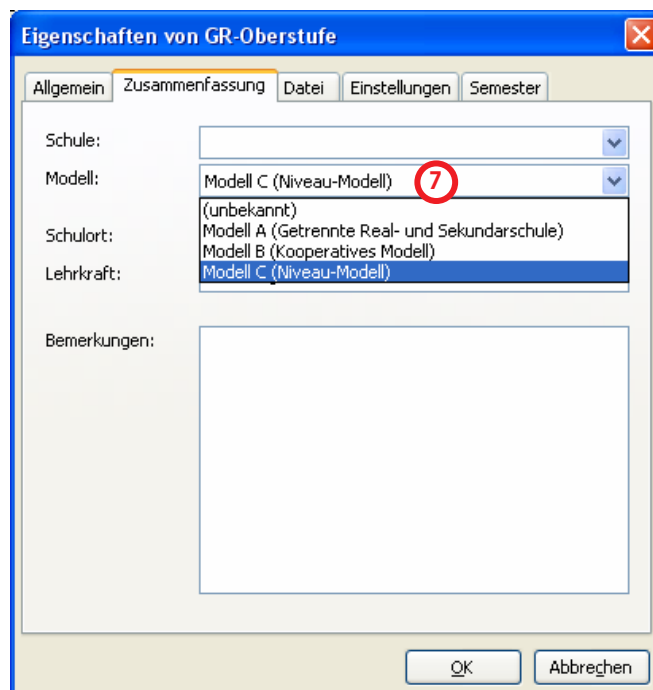 Eigenschaften von GR-Oberstufe
Allgemein Zusammenfassung Datei Einstellungen Semester
Schule:
Modell: Modell C (Niveau-Modell) 7
(unbekannt)
Modell A (Getrennte Real- und Sekundarschule)
Schulort:
Modell B (Kooperatives Modell)
Lehrkraft: Modell C (Niveau-Modell)
Bemerkungen:
OK Abbrechen